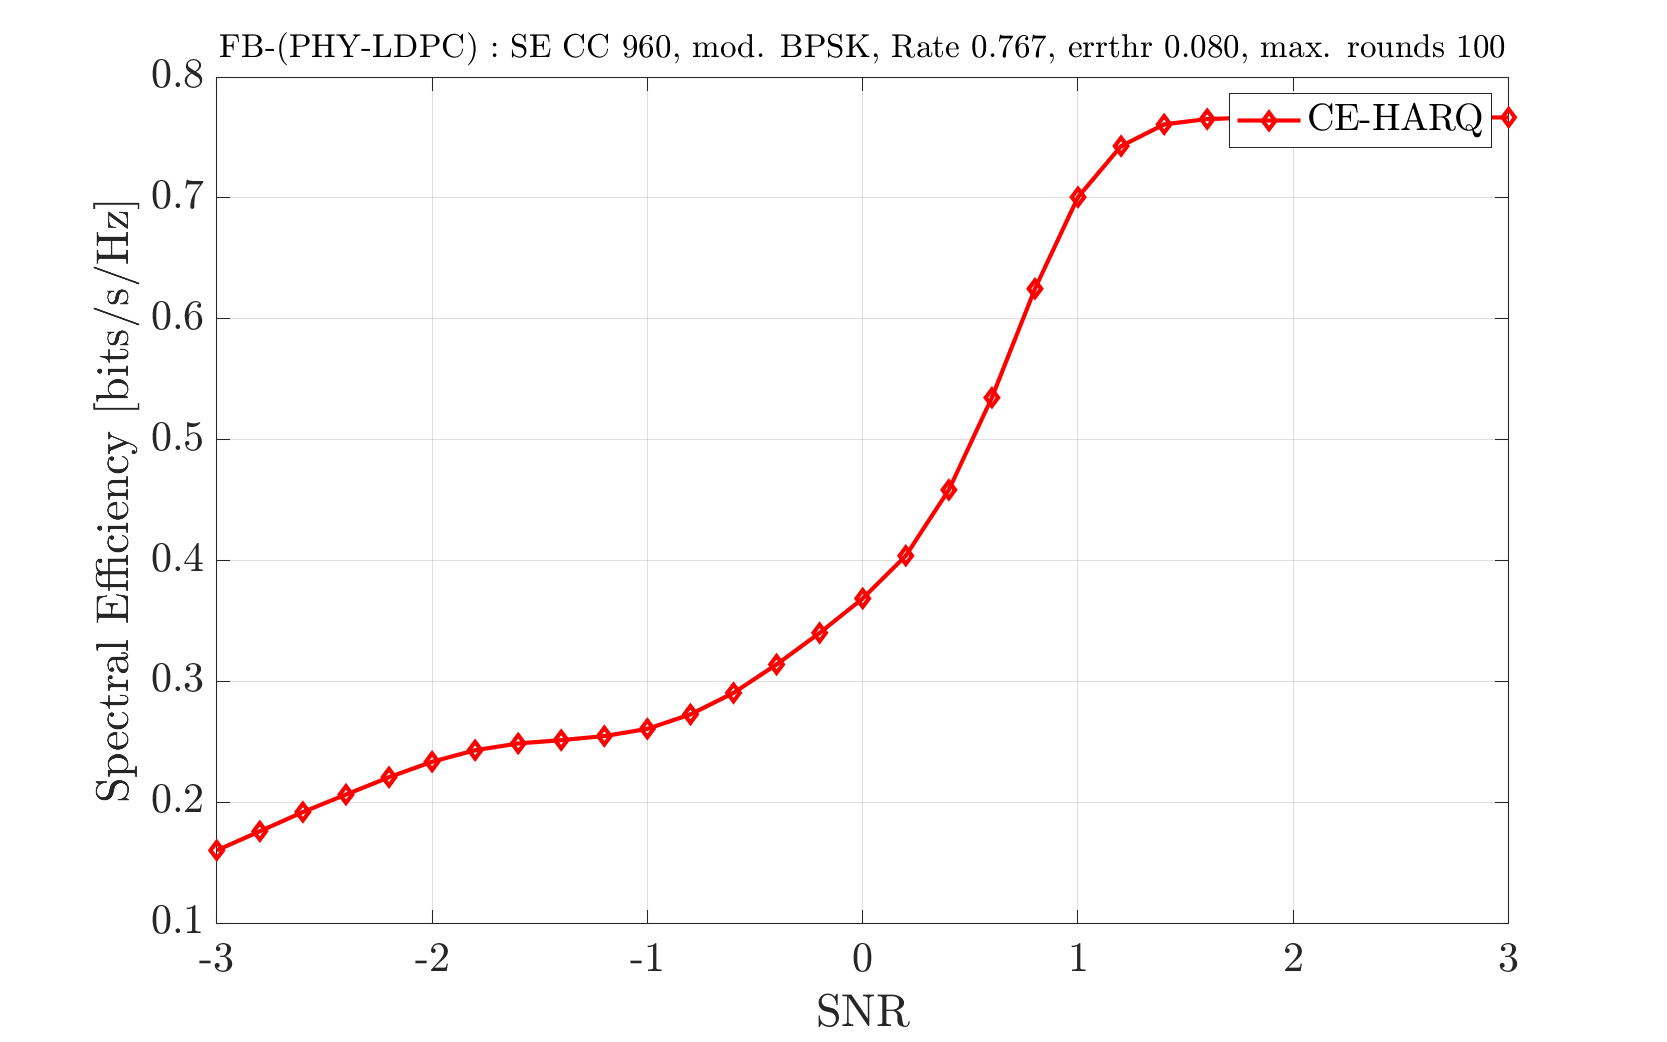 FB-(PHY-LDPC) : SE CC 960, mod. BPSK, Rate 0.767, errthr 0.080, max. rounds 100
CE-HARQ
Spectral Efficiency [bits/s/Hz]
0.8
0.7
0.6
0.5
0.4
0.3
0.2
0.1
-3 -2 -1 0 1 2 3
SNR